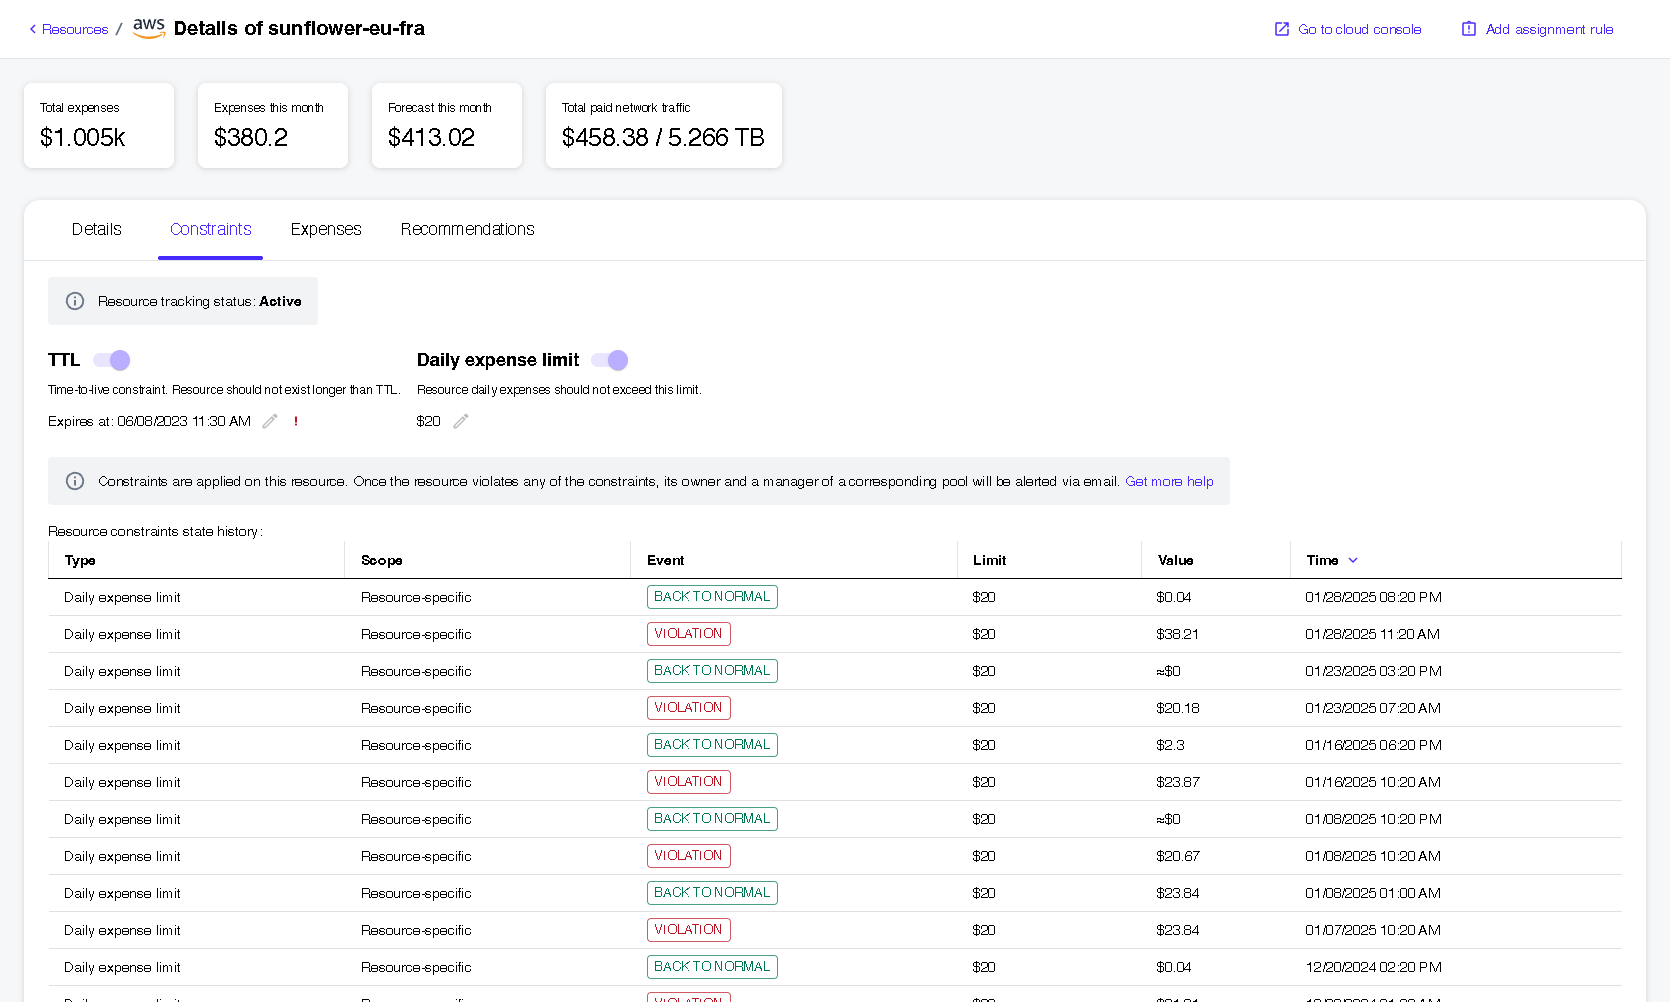 Resources / aws Details of sunflower-eu-fra Go to cloud console Add assignment rule
Total expenses Expenses this month Forecast this month Total paid network traffic
$1.005k $380.2 $413.02 $458.38 / 5.266 TB
Details Constraints Expenses Recommendations
Resource tracking status: Active
TTL Daily expense limit
Time-to-live constraint. Resource should not exist longer than TTL. Resource daily expenses should not exceed this limit.
Expires at: 06/08/2023 11:30 AM ! $20
Constraints are applied on this resource. Once the resource violates any of the constraints, its owner and a manager of a corresponding pool will be alerted via email. Get more help
Resource constraints state history:
Type Scope Event Limit Value Time
Daily expense limit Resource-specific BACK TO NORMAL $20 $0.04 01/28/2025 08:20 PM
Daily expense limit Resource-specific VIOLATION $20 $38.21 01/28/2025 11:20 AM
Daily expense limit Resource-specific BACK TO NORMAL $20 ≈$0 01/23/2025 03:20 PM
Daily expense limit Resource-specific VIOLATION $20 $20.18 01/23/2025 07:20 AM
Daily expense limit Resource-specific BACK TO NORMAL $20 $2.3 01/16/2025 06:20 PM
Daily expense limit Resource-specific VIOLATION $20 $23.87 01/16/2025 10:20 AM
Daily expense limit Resource-specific BACK TO NORMAL $20 ≈$0 01/08/2025 10:20 PM
Daily expense limit Resource-specific VIOLATION $20 $20.67 01/08/2025 10:20 AM
Daily expense limit Resource-specific BACK TO NORMAL $20 $23.84 01/08/2025 01:00 AM
Daily expense limit Resource-specific VIOLATION $20 $23.84 01/07/2025 10:20 AM
Daily expense limit Resource-specific BACK TO NORMAL $20 $0.04 12/20/2024 02:20 PM